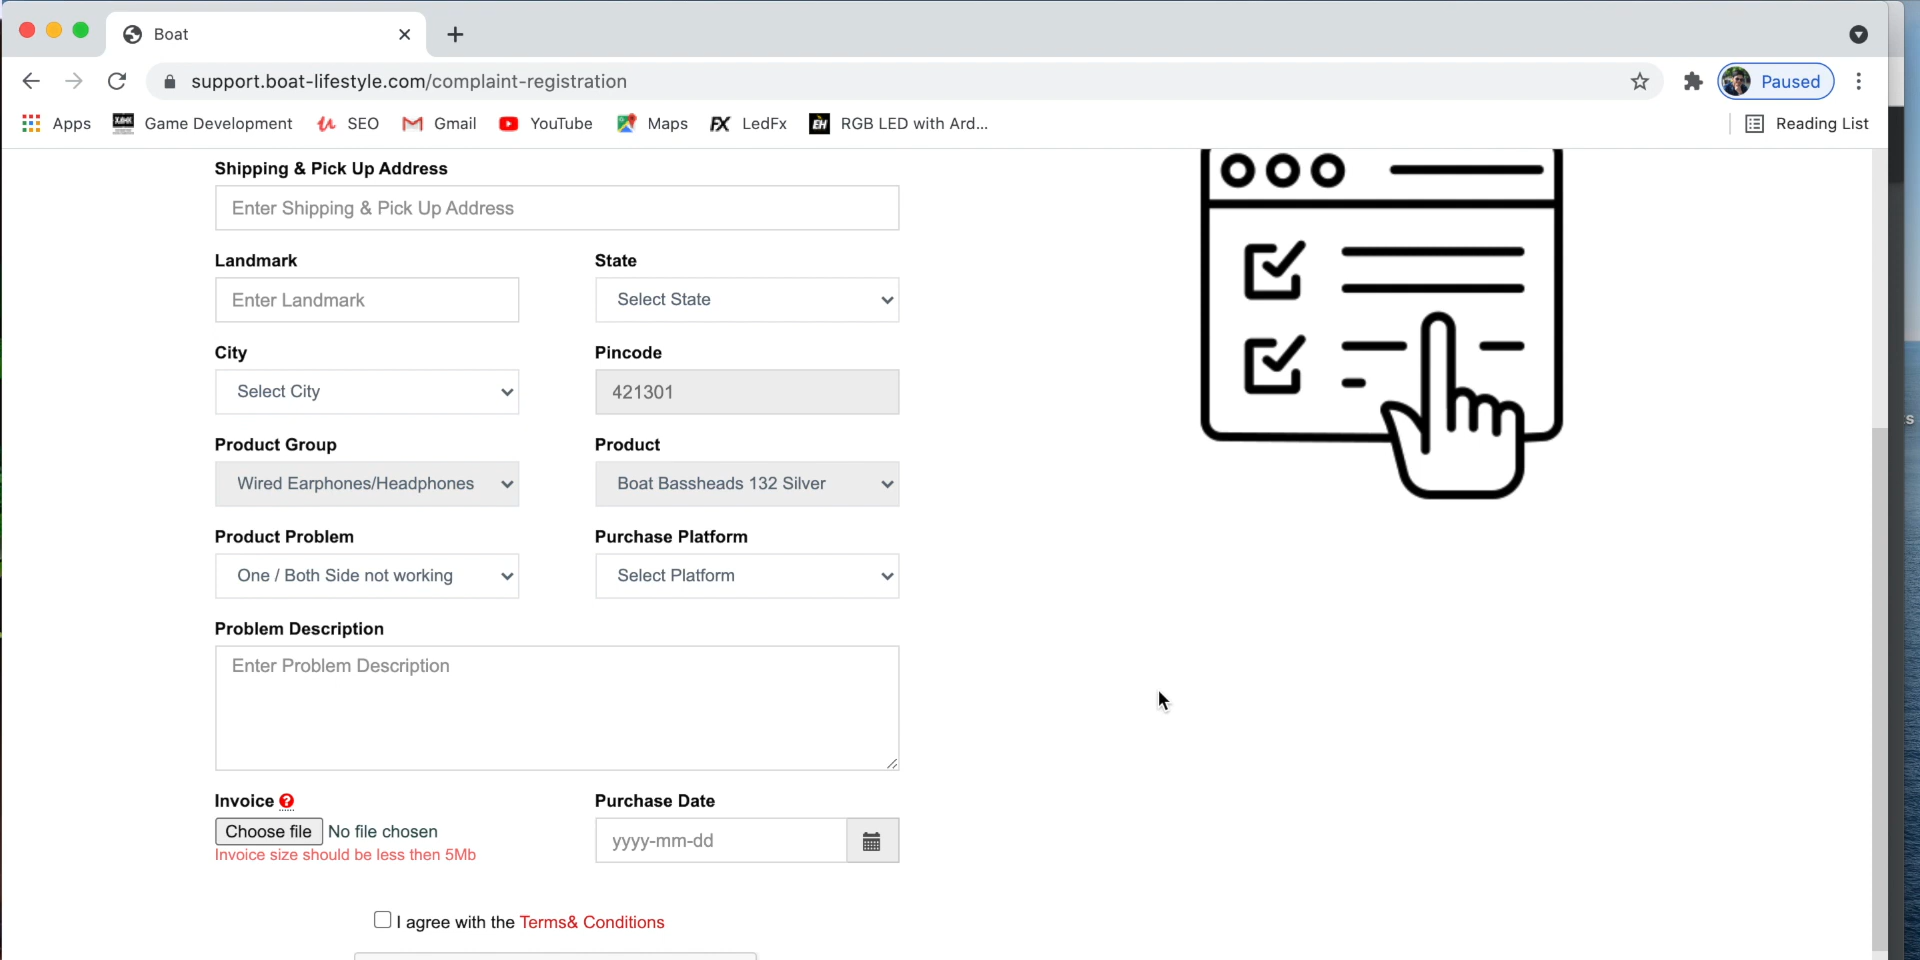 Boat
support.boat-lifestyle.com/complaint-registration
Paused
Apps Game Development SEO Gmail YouTube Maps FX LedFx EH RGB LED with Ard... Reading List
Shipping & Pick Up Address
Enter Shipping & Pick Up Address
Landmark State
Enter Landmark Select State
City Pincode
Select City 421301
Product Group Product
Wired Earphones/Headphones Boat Bassheads 132 Silver
Product Problem Purchase Platform
One / Both Side not working Select Platform
Problem Description
Enter Problem Description
Invoice ? Purchase Date
Choose file No file chosen yyyy-mm-dd
Invoice size should be less then 5Mb
I agree with the Terms& Conditions